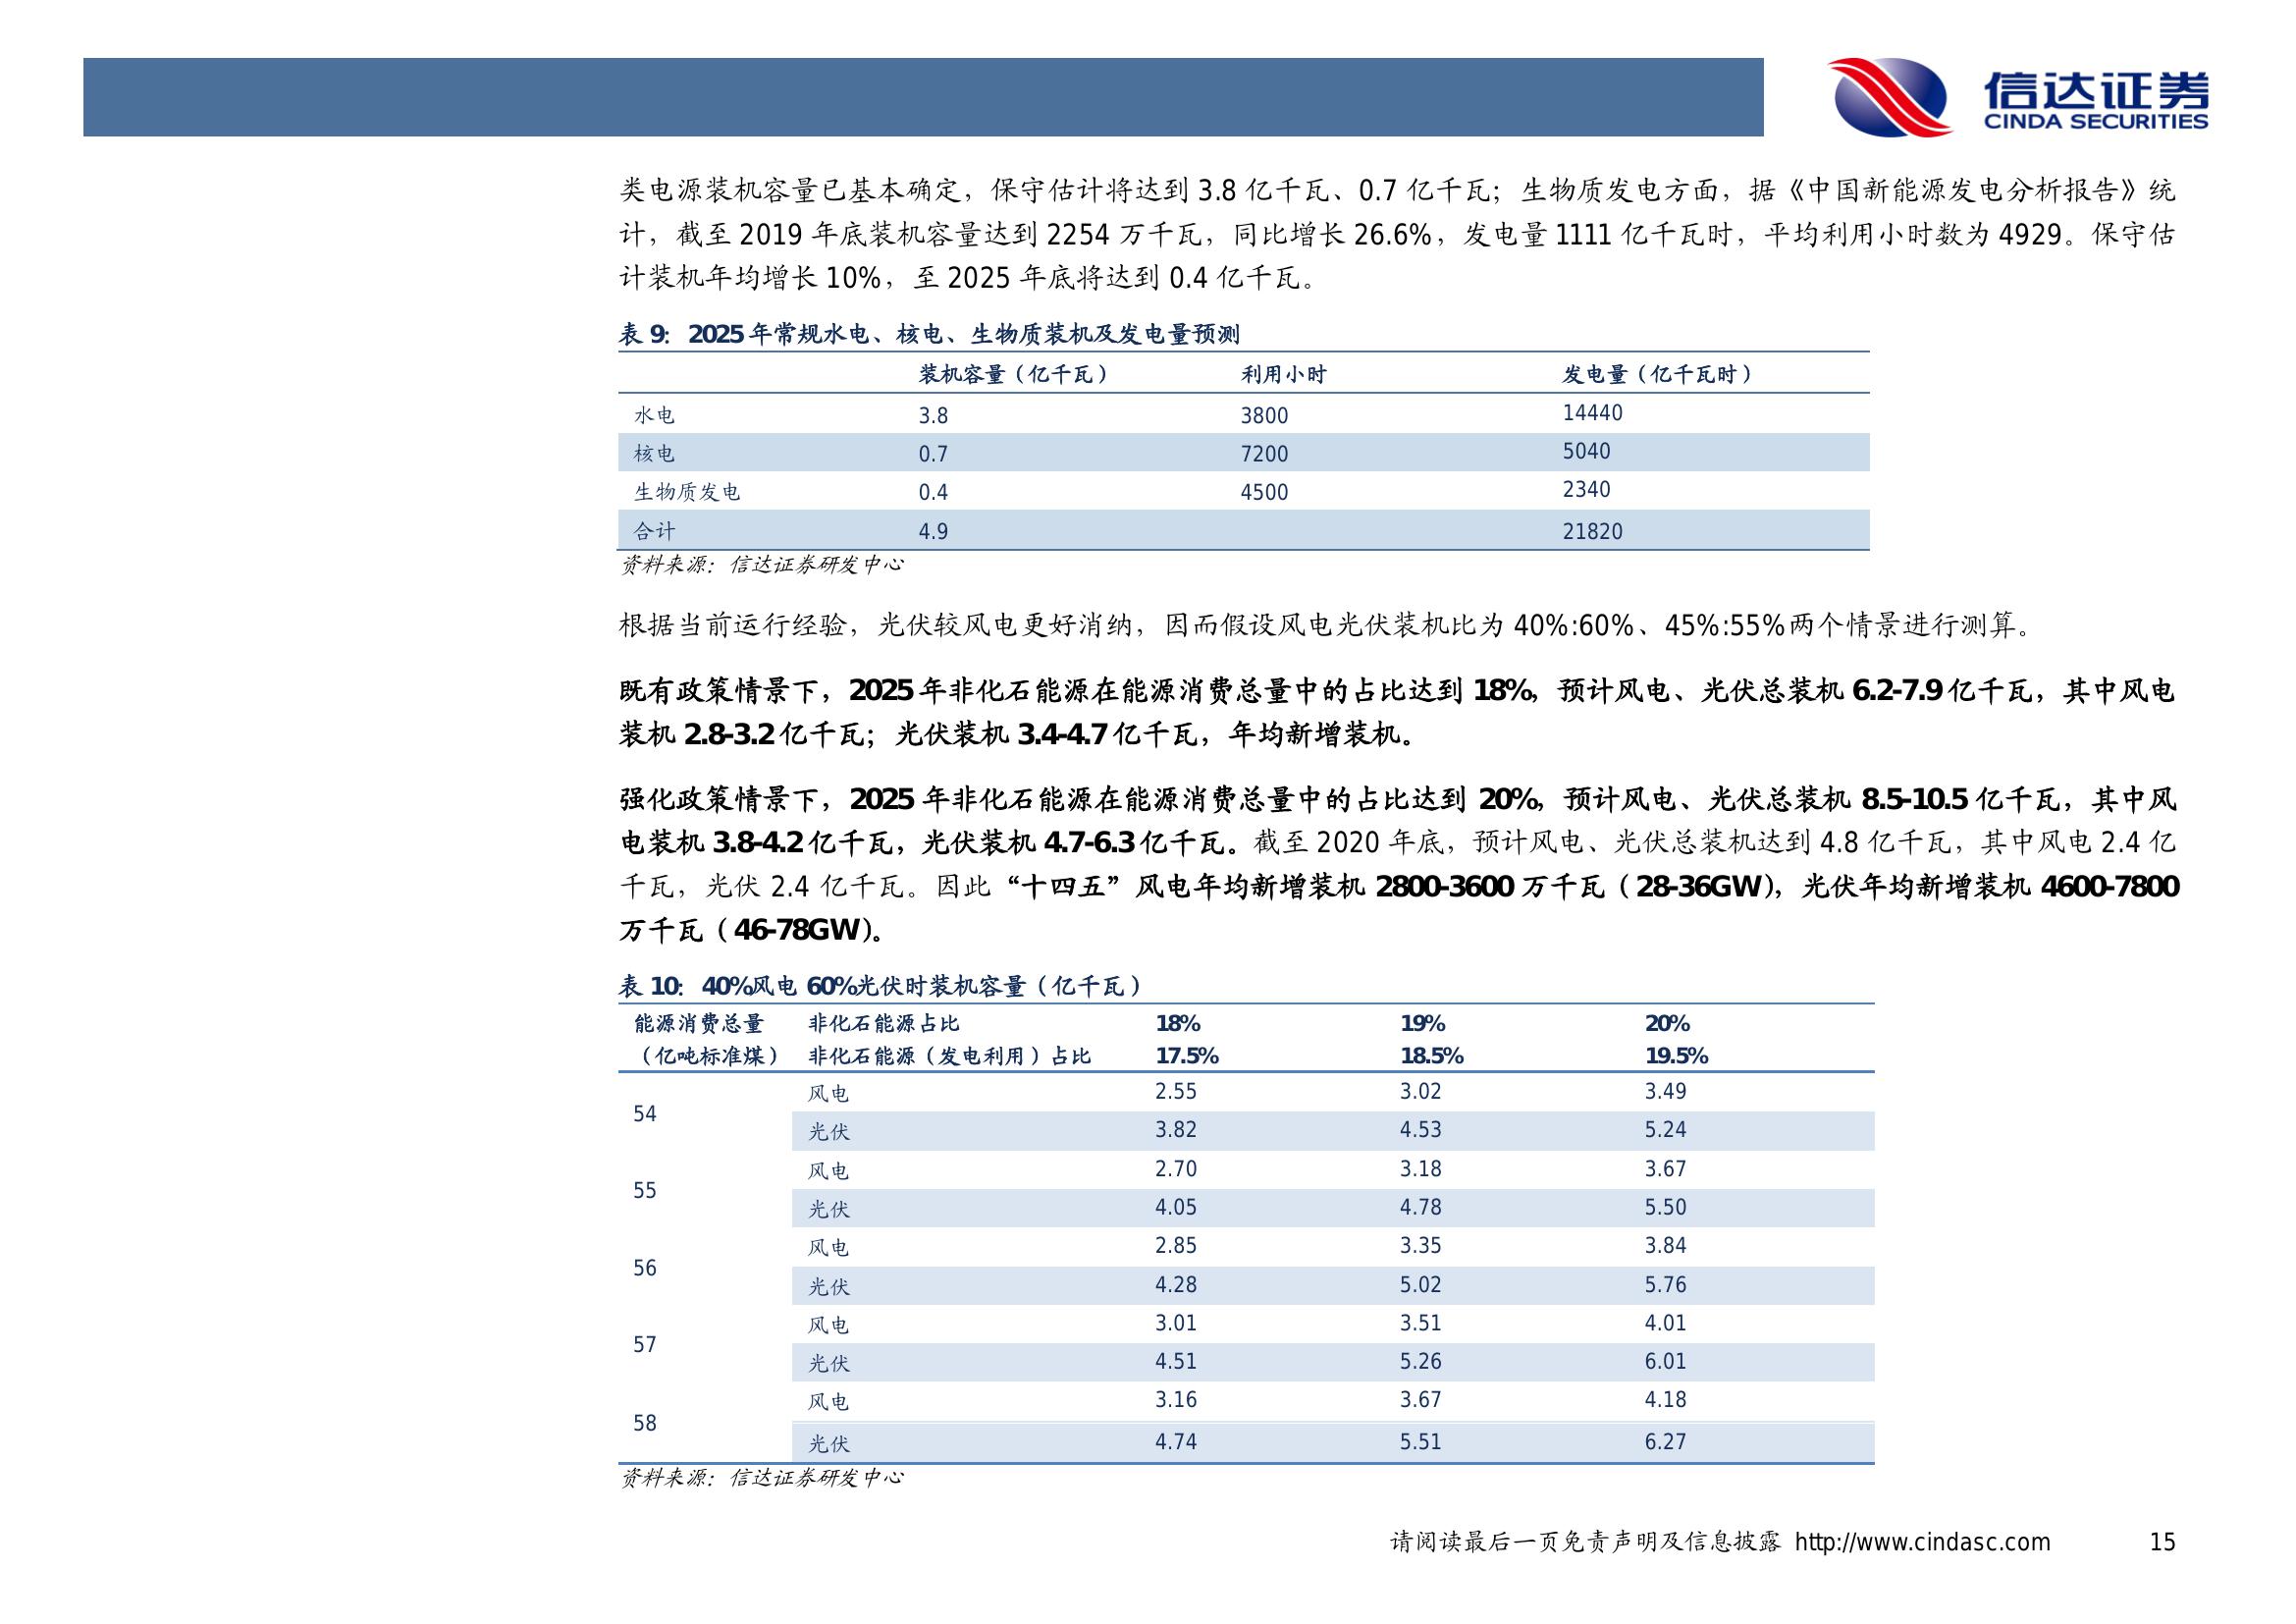 信达证券
CINDA SECURITIES
类电源装机容量已基本确定，保守估计将达到 3.8 亿千瓦、0.7 亿千瓦；生物质发电方面，据《中国新能源发电分析报告》统
计，截至 2019 年底装机容量达到 2254 万千瓦，同比增长 26.6%，发电量 1111 亿千瓦时，平均利用小时数为 4929。保守估
计装机年均增长 10%，至 2025 年底将达到 0.4 亿千瓦。
表 9：2025 年常规水电、核电、生物质装机及发电量预测
装机容量（亿千瓦） 利用小时 发电量（亿千瓦时）
水电 3.8 3800 14440
核电 0.7 7200 5040
生物质发电 0.4 4500 2340
合计 4.9 21820
资料来源：信达证券研发中心
根据当前运行经验，光伏较风电更好消纳，因而假设风电光伏装机比为 40%:60%、45%:55%两个情景进行测算。
既有政策情景下，2025 年非化石能源在能源消费总量中的占比达到 18%，预计风电、光伏总装机 6.2-7.9 亿千瓦，其中风电
装机 2.8-3.2 亿千瓦；光伏装机 3.4-4.7 亿千瓦，年均新增装机。
强化政策情景下，2025 年非化石能源在能源消费总量中的占比达到 20%，预计风电、光伏总装机 8.5-10.5 亿千瓦，其中风
电装机 3.8-4.2 亿千瓦，光伏装机 4.7-6.3 亿千瓦。截至 2020 年底，预计风电、光伏总装机达到 4.8 亿千瓦，其中风电 2.4 亿
千瓦，光伏 2.4 亿千瓦。因此“十四五”风电年均新增装机 2800-3600 万千瓦（28-36GW），光伏年均新增装机 4600-7800
万千瓦（46-78GW）。
表 10：40%风电 60%光伏时装机容量（亿千瓦）
能源消费总量 非化石能源占比 18% 19% 20%
（亿吨标准煤） 非化石能源（发电利用）占比 17.5% 18.5% 19.5%
54 风电 2.55 3.02 3.49
光伏 3.82 4.53 5.24
55 风电 2.70 3.18 3.67
光伏 4.05 4.78 5.50
56 风电 2.85 3.35 3.84
光伏 4.28 5.02 5.76
57 风电 3.01 3.51 4.01
光伏 4.51 5.26 6.01
58 风电 3.16 3.67 4.18
光伏 4.74 5.51 6.27
资料来源：信达证券研发中心
请阅读最后一页免责声明及信息披露 http://www.cindasc.com 15